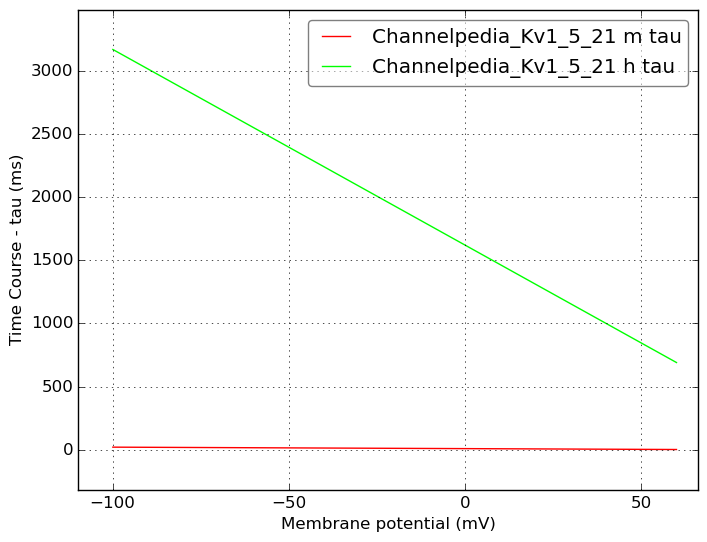 Channelpedia_Kv1_5_21 m tau
Channelpedia_Kv1_5_21 h tau
3000
2500
2000
1500
1000
500
0
Time Course - tau (ms)
−100
−50
0
50
Membrane potential (mV)